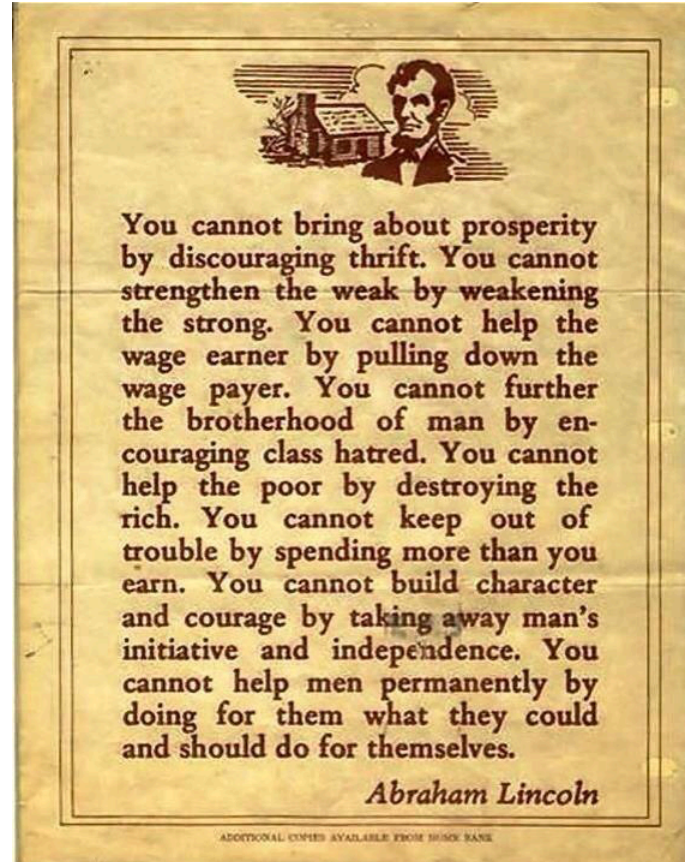 You cannot bring about prosperity
by discouraging thrift. You cannot
strengthen the weak by weakening
the strong. You cannot help the
wage earner by pulling down the
wage payer. You cannot further
the brotherhood of man by en-
couraging class hatred. You cannot
help the poor by destroying the
rich. You cannot keep out of
trouble by spending more than you
earn. You cannot build character
and courage by taking away man's
initiative and independence. You
cannot help men permanently by
doing for them what they could
and should do for themselves.
Abraham Lincoln
ADDITIONAL COPIES AVAILABLE FROM HOME BANK